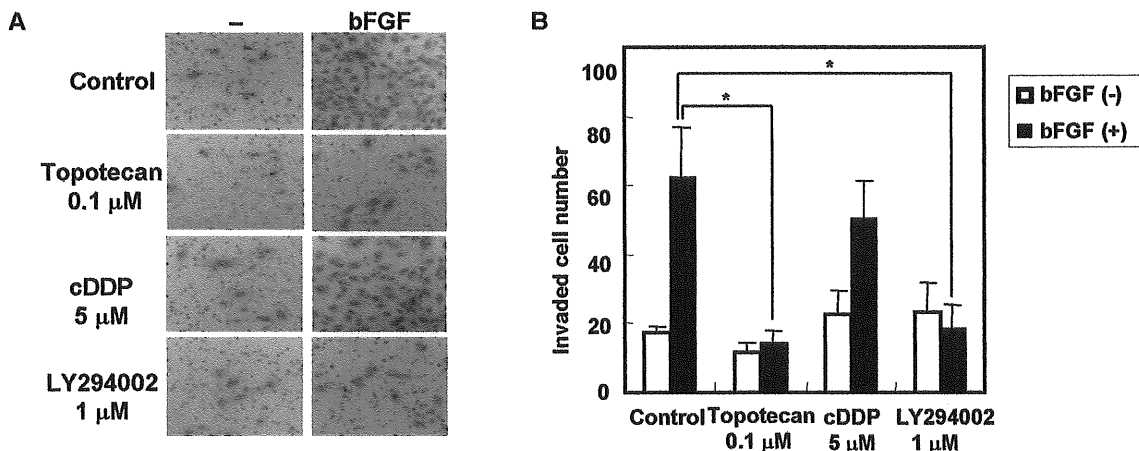 A
– bFGF
Control
Topotecan
0.1 μM
cDDP
5 μM
LY294002
1 μM
B
100
80
60
40
20
0
Invaded cell number
*
*
bFGF (-)
bFGF (+)
Control Topotecan cDDP LY294002
0.1 μM 5 μM 1 μM